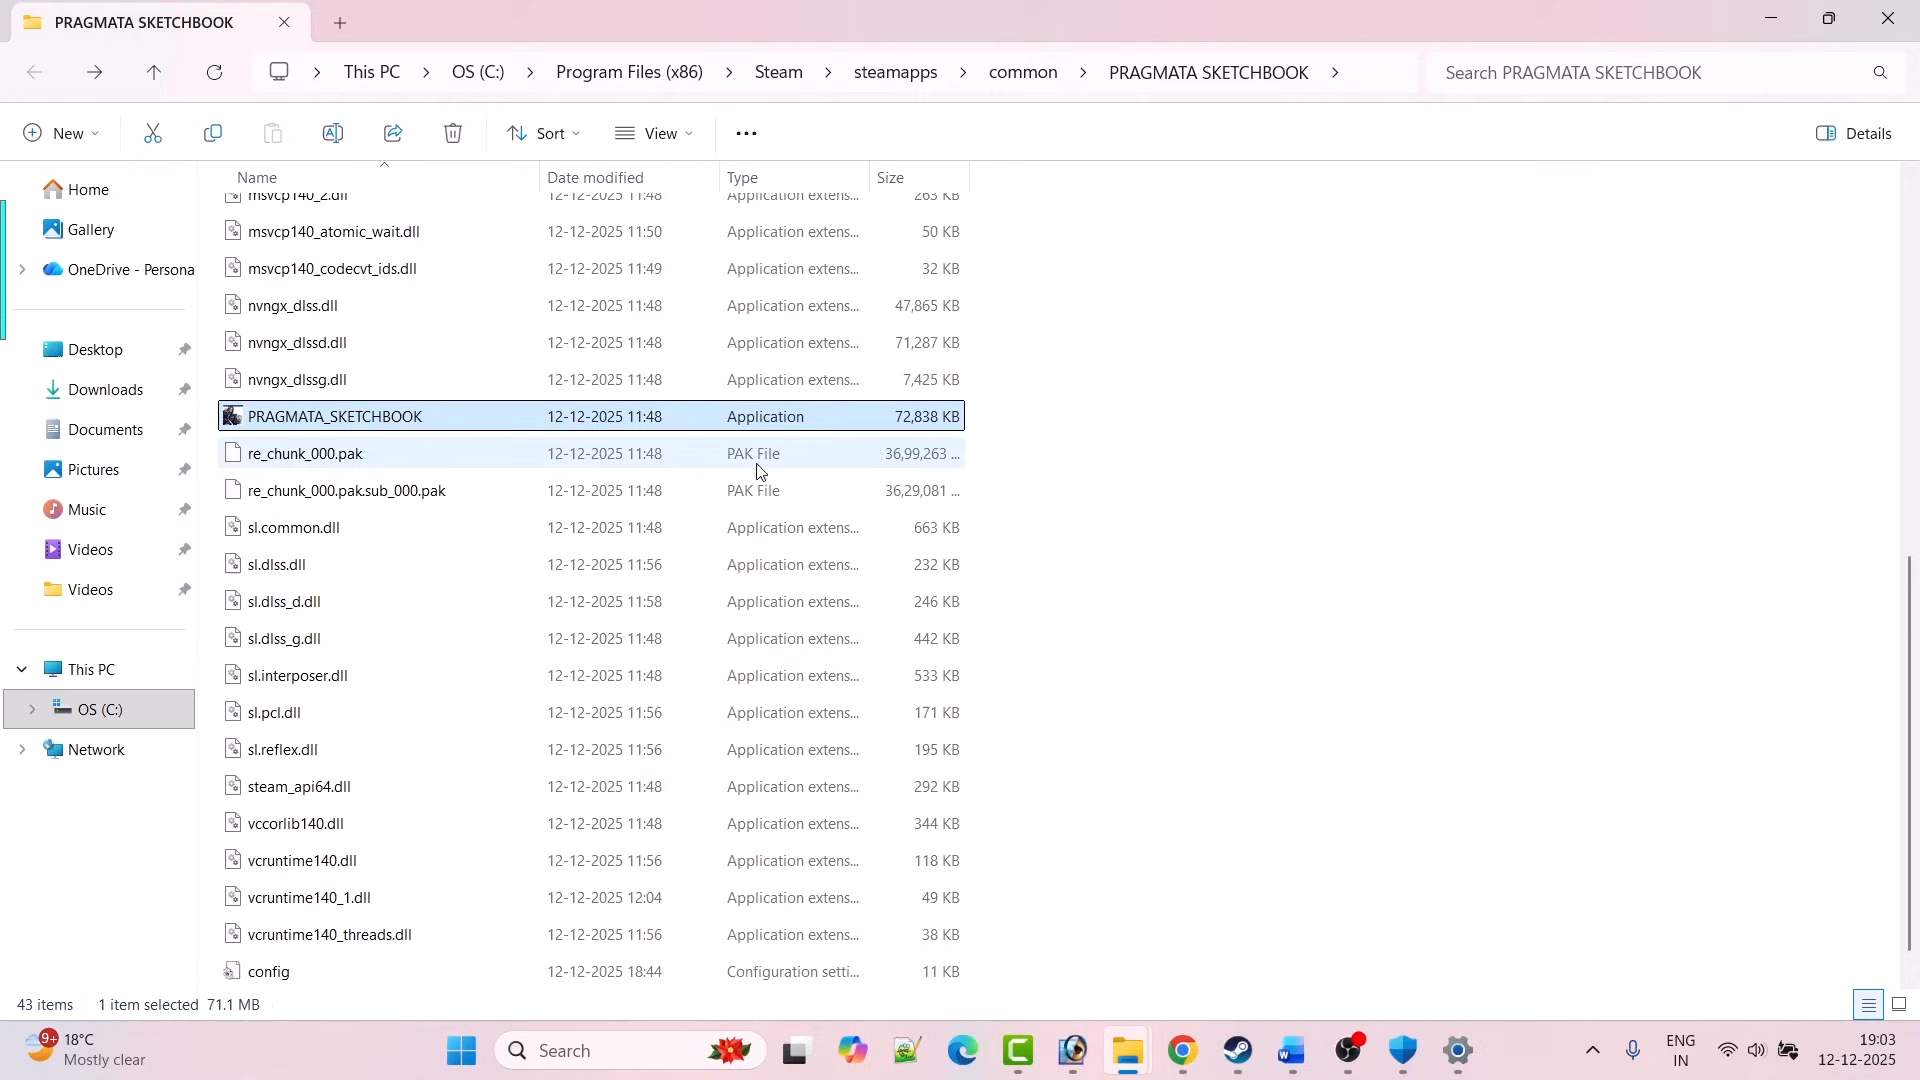 PRAGMATA SKETCHBOOK
This PC
OS (C:)
Program Files (x86)
Steam
steamapps
common
PRAGMATA SKETCHBOOK
Search PRAGMATA SKETCHBOOK
New
Sort
View
Details
Name Date modified Type Size
msvcp140_2.dll 12-12-2025 11:48 Application extens... 263 KB
msvcp140_atomic_wait.dll 12-12-2025 11:50 Application extens... 50 KB
msvcp140_codecvt_ids.dll 12-12-2025 11:49 Application extens... 32 KB
nvngx_dlss.dll 12-12-2025 11:48 Application extens... 47,865 KB
nvngx_dlssd.dll 12-12-2025 11:48 Application extens... 71,287 KB
nvngx_dlssg.dll 12-12-2025 11:48 Application extens... 7,425 KB
PRAGMATA_SKETCHBOOK 12-12-2025 11:48 Application 72,838 KB
re_chunk_000.pak 12-12-2025 11:48 PAK File 36,99,263 ...
re_chunk_000.pak.sub_000.pak 12-12-2025 11:48 PAK File 36,29,081 ...
sl.common.dll 12-12-2025 11:48 Application extens... 663 KB
sl.dlss.dll 12-12-2025 11:56 Application extens... 232 KB
sl.dlss_d.dll 12-12-2025 11:58 Application extens... 246 KB
sl.dlss_g.dll 12-12-2025 11:48 Application extens... 442 KB
sl.interposer.dll 12-12-2025 11:48 Application extens... 533 KB
sl.pcl.dll 12-12-2025 11:56 Application extens... 171 KB
sl.reflex.dll 12-12-2025 11:56 Application extens... 195 KB
steam_api64.dll 12-12-2025 11:48 Application extens... 292 KB
vccorlib140.dll 12-12-2025 11:48 Application extens... 344 KB
vcruntime140.dll 12-12-2025 11:56 Application extens... 118 KB
vcruntime140_1.dll 12-12-2025 12:04 Application extens... 49 KB
vcruntime140_threads.dll 12-12-2025 11:56 Application extens... 38 KB
config 12-12-2025 18:44 Configuration setti... 11 KB
Home
Gallery
OneDrive - Persona
Desktop
Downloads
Documents
Pictures
Music
Videos
Videos
This PC
OS (C:)
Network
43 items 1 item selected 71.1 MB
9+
18°C
Mostly clear
Search
ENG
IN
19:03
12-12-2025